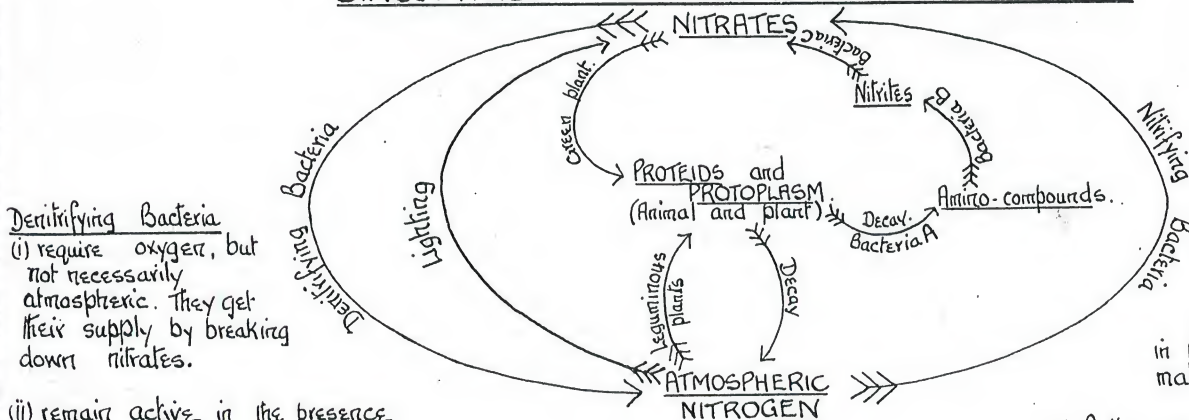 NITRATES
Bacteria C
Nitrites
Bacteria B
Green plant.
PROTEIDS and
PROTOPLASM
(Animal and plant).
Decay.
Bacteria A
Amino-compounds.
Denitrifying Bacteria
Lighting
Nitrifying Bacteria
Leguminous
plants
Decay
ATMOSPHERIC
NITROGEN
Denitrifying Bacteria
(i) require oxygen, but
not necessarily
atmospheric. They get
their supply by breaking
down nitrates.
(ii) remain active in the presence
in